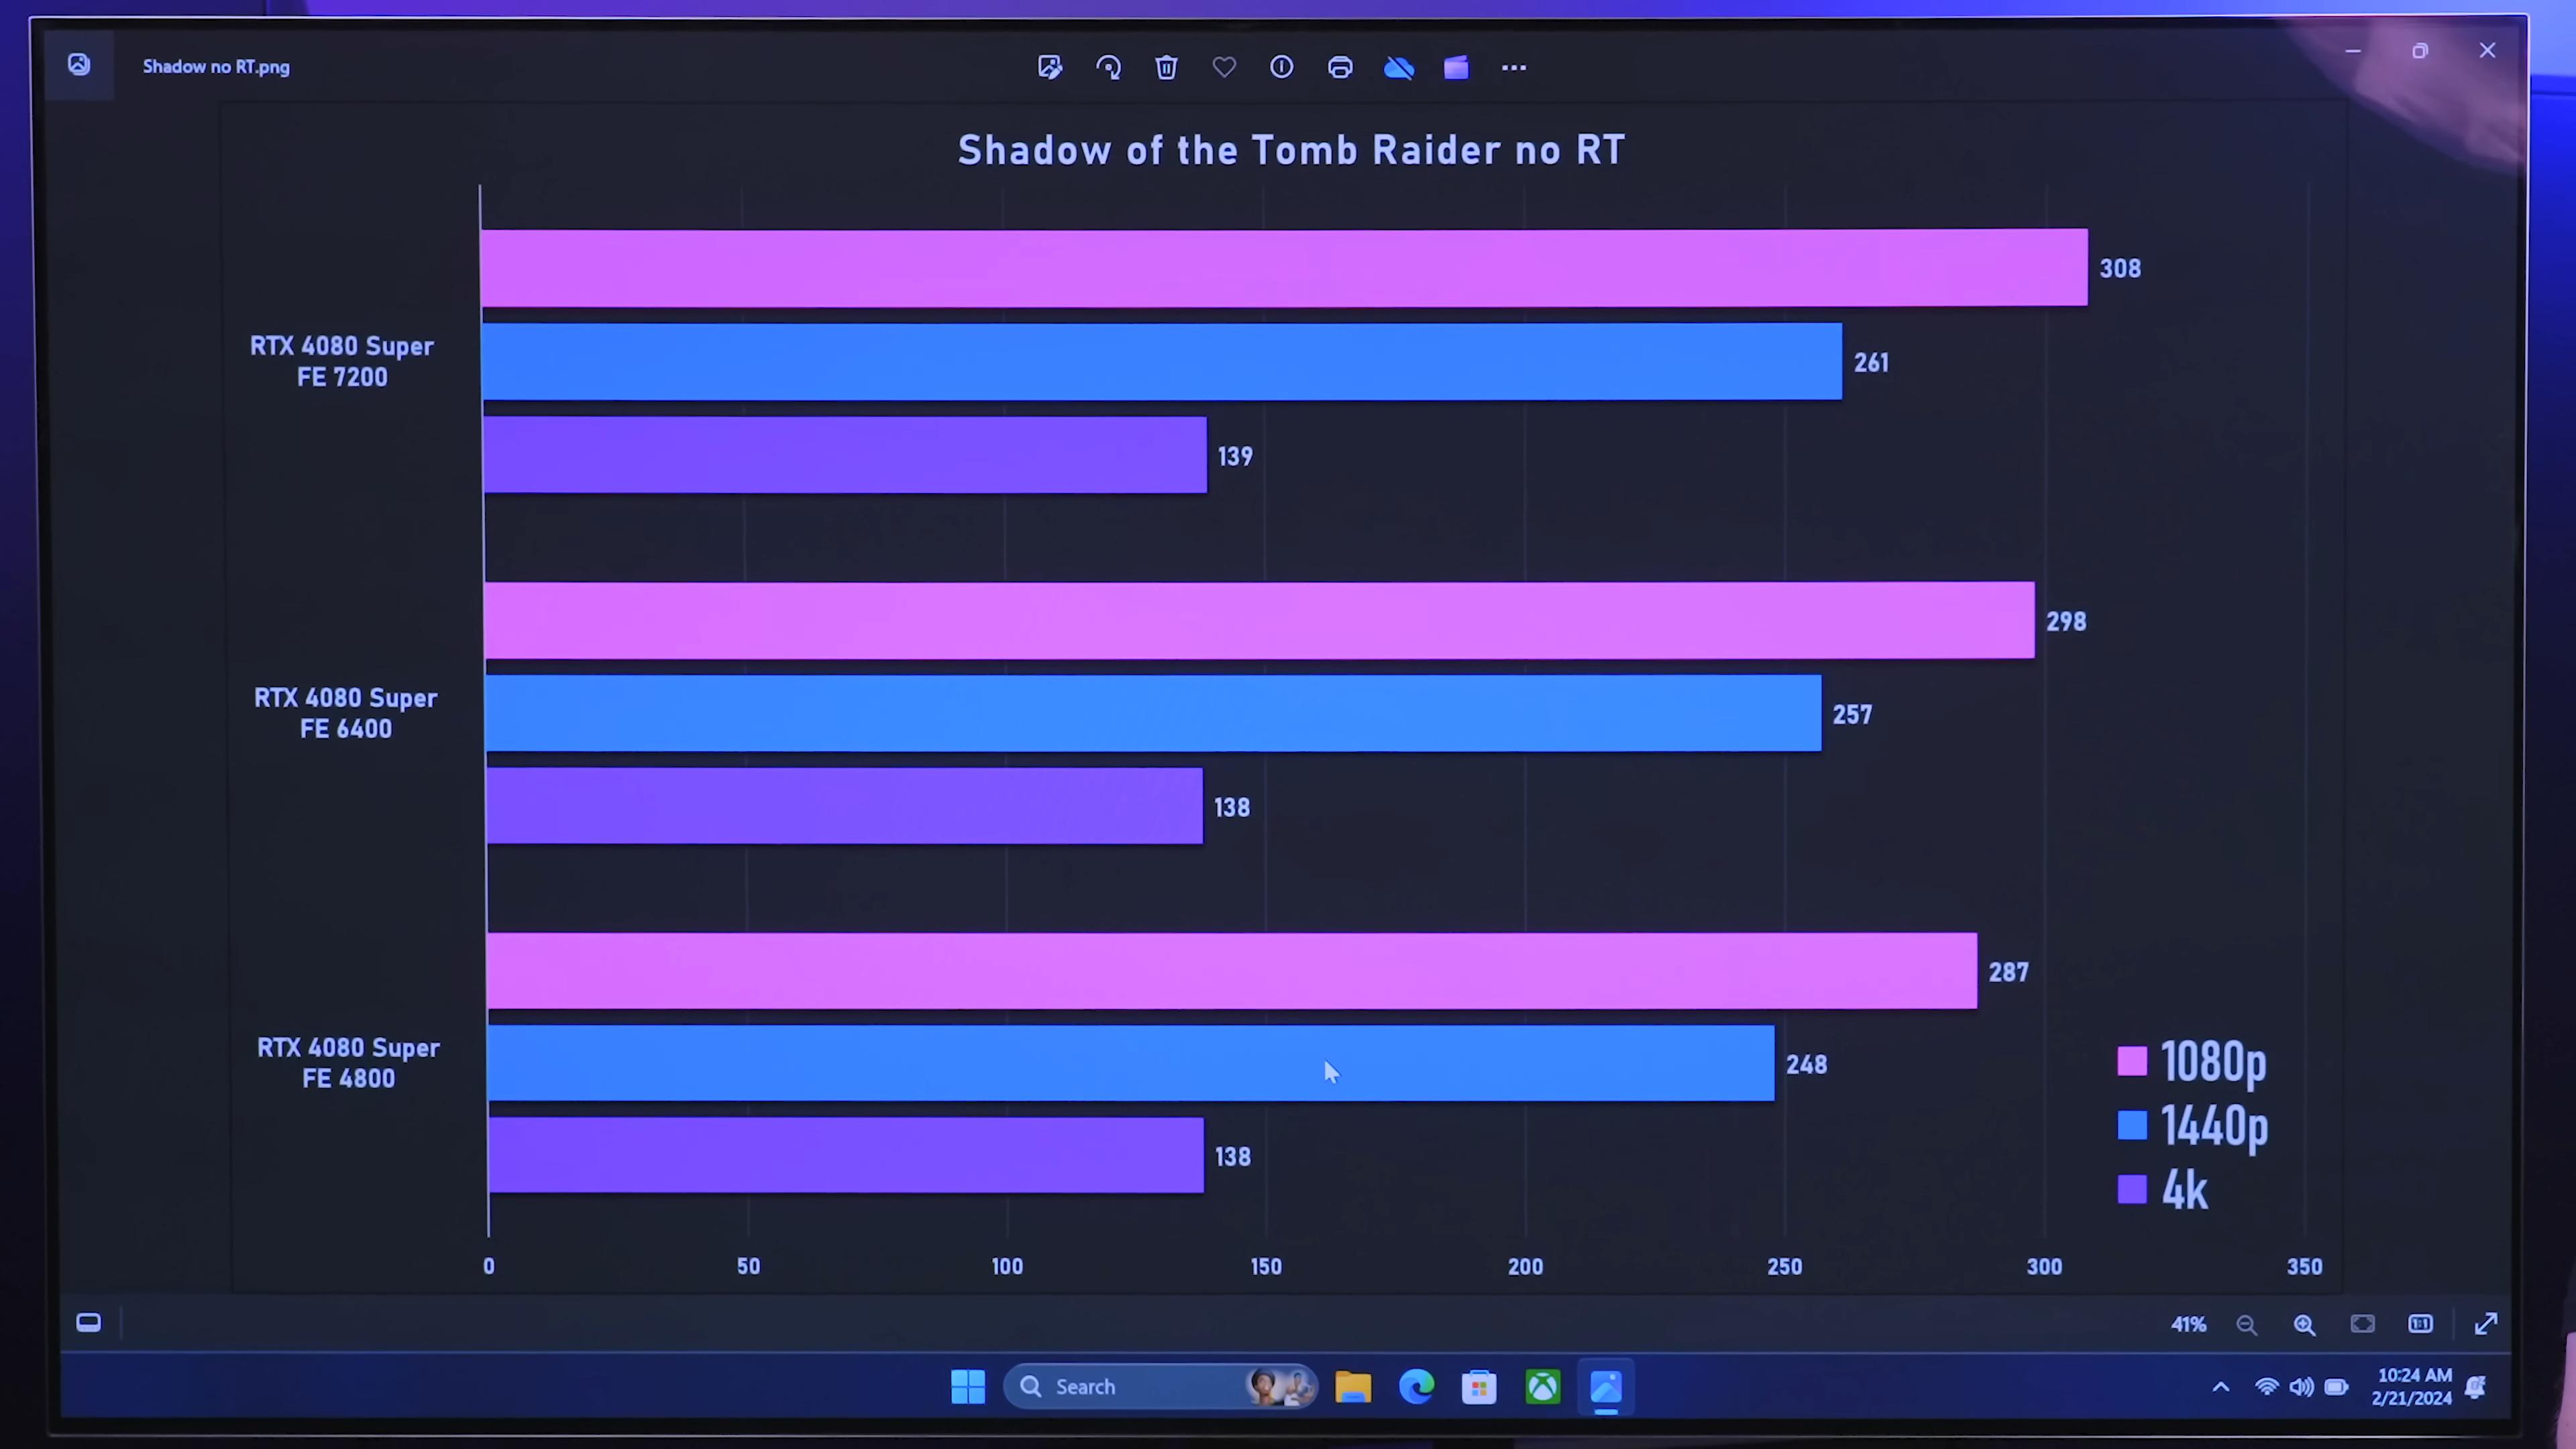 Shadow no RT.png
Shadow of the Tomb Raider no RT
308
RTX 4080 Super
FE 7200
261
139
298
RTX 4080 Super
FE 6400
257
138
287
RTX 4080 Super
FE 4800
248
138
1080p
1440p
4k
0 50 100 150 200 250 300 350
41%
1:1
Search
10:24 AM
2/21/2024